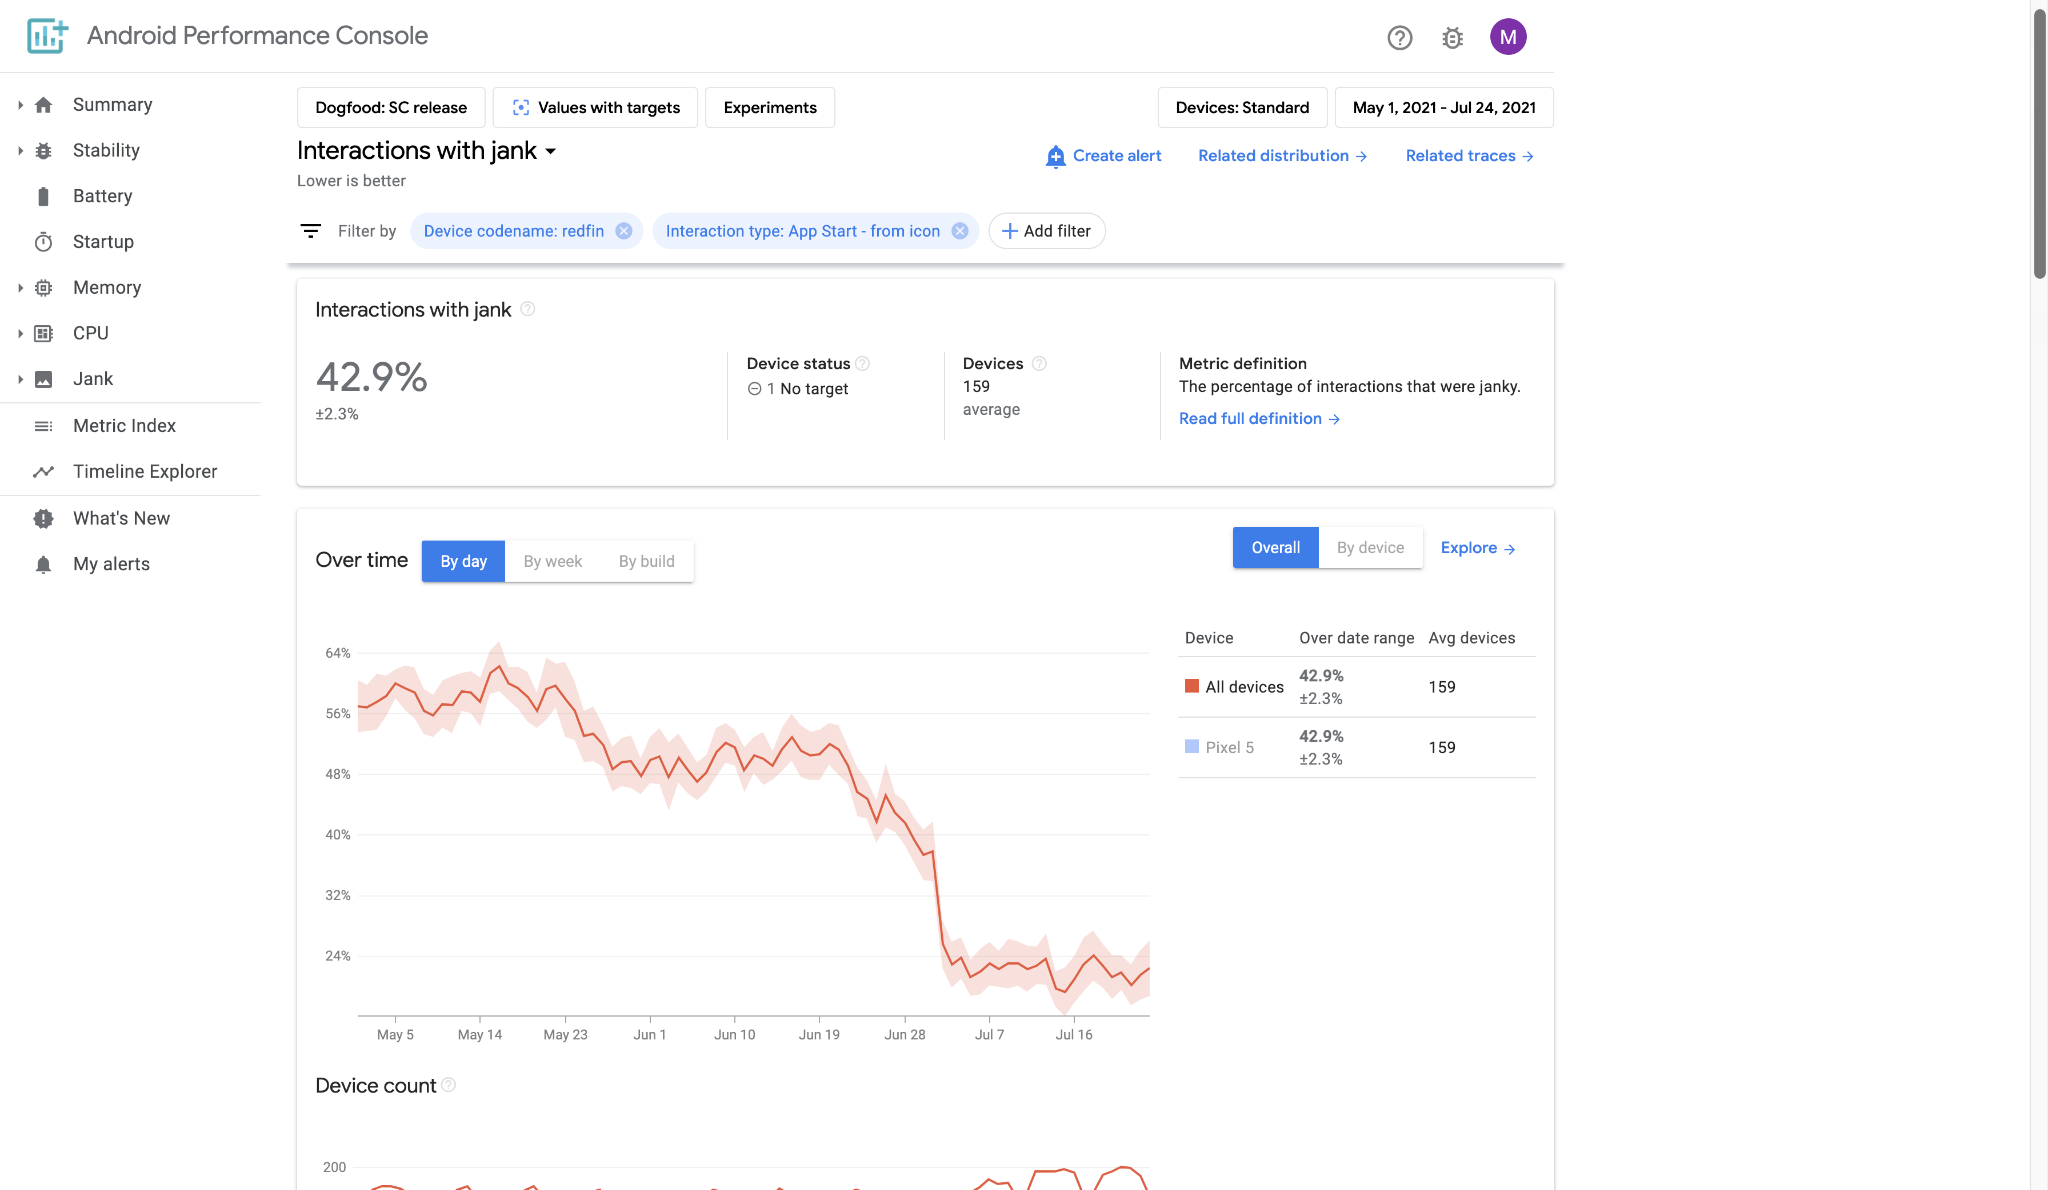 Android Performance Console
M
Summary
Stability
Battery
Startup
Memory
CPU
Jank
Metric Index
Timeline Explorer
What's New
My alerts
Dogfood: SC release
Values with targets
Experiments
Devices: Standard
May 1, 2021 - Jul 24, 2021
Interactions with jank
Lower is better
Create alert
Related distribution →
Related traces →
Filter by
Device codename: redfin
Interaction type: App Start - from icon
+ Add filter
Interactions with jank
42.9%
±2.3%
Device status
1 No target
Devices
159
average
Metric definition
The percentage of interactions that were janky.
Read full definition →
Over time
By day
By week
By build
Overall
By device
Explore →
64%
56%
48%
40%
32%
24%
May 5
May 14
May 23
Jun 1
Jun 10
Jun 19
Jun 28
Jul 7
Jul 16
Device Over date range Avg devices
All devices 42.9% 159
±2.3%
Pixel 5 42.9% 159
±2.3%
Device count
200